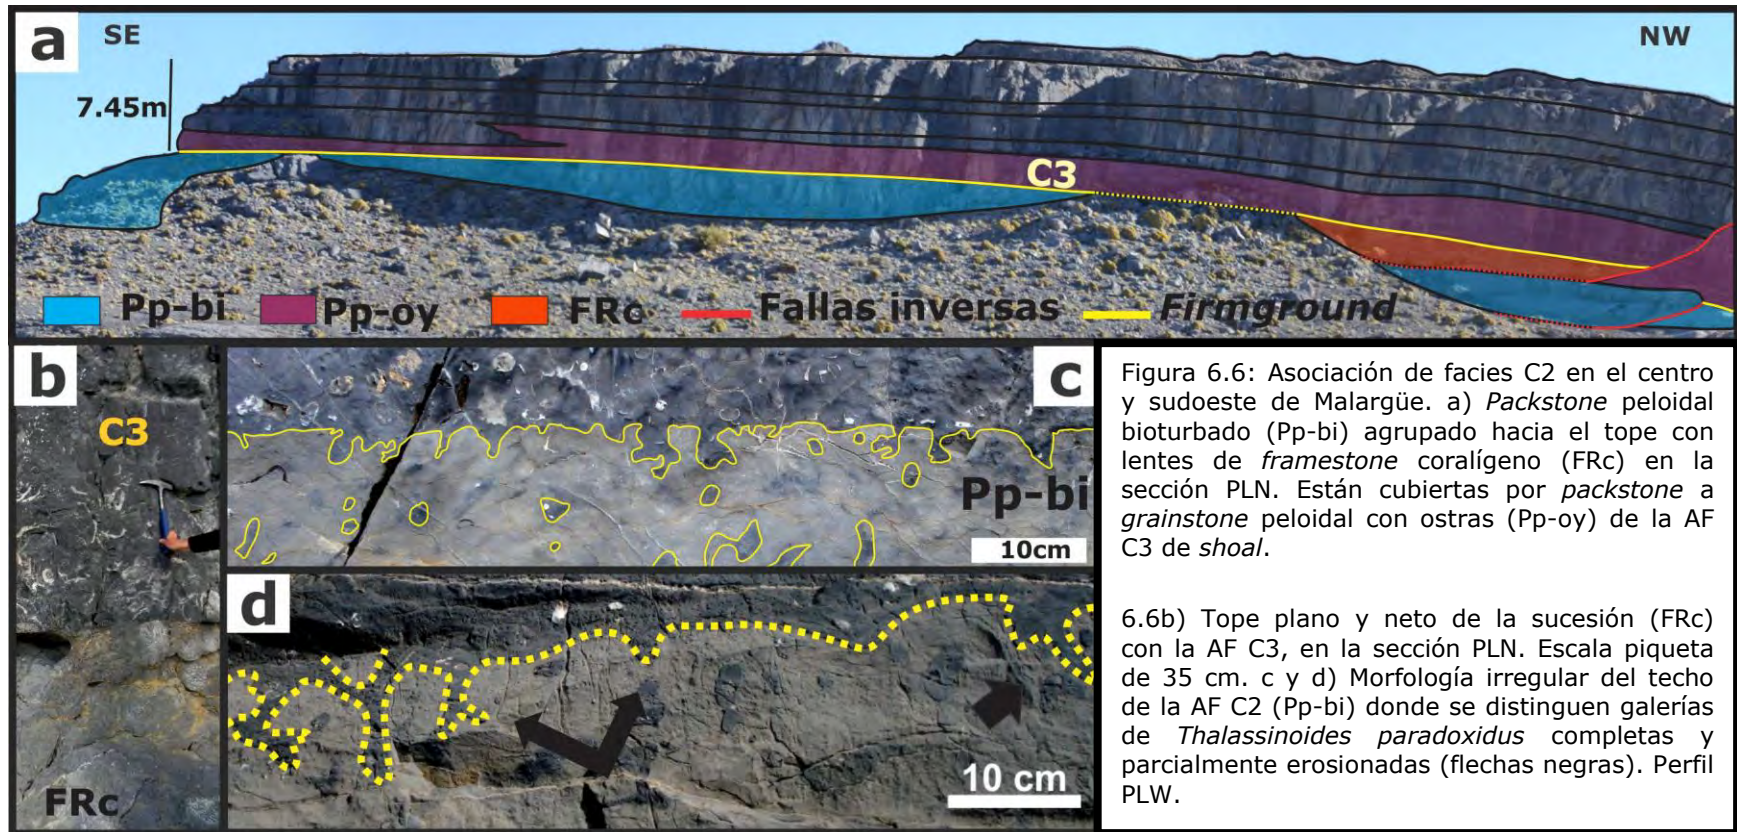 a
SE
NW
7.45m
C3
Pp-bi
Pp-oy
FRc
Fallas inversas
Firmground
b
C3
FRc
c
Pp-bi
10cm
d
10 cm
Figura 6.6: Asociación de facies C2 en el centro
y sudoeste de Malargüe. a) Packstone peloidal
bioturbado (Pp-bi) agrupado hacia el tope con
lentes de framestone coralígeno (FRc) en la
sección PLN. Están cubiertas por packstone a
grainstone peloidal con ostras (Pp-oy) de la AF
C3 de shoal.
6.6b) Tope plano y neto de la sucesión (FRc)
con la AF C3, en la sección PLN. Escala piqueta
de 35 cm. c y d) Morfología irregular del techo
de la AF C2 (Pp-bi) donde se distinguen galerías
de Thalassinoides paradoxidus completas y
parcialmente erosionadas (flechas negras). Perfil
PLW.